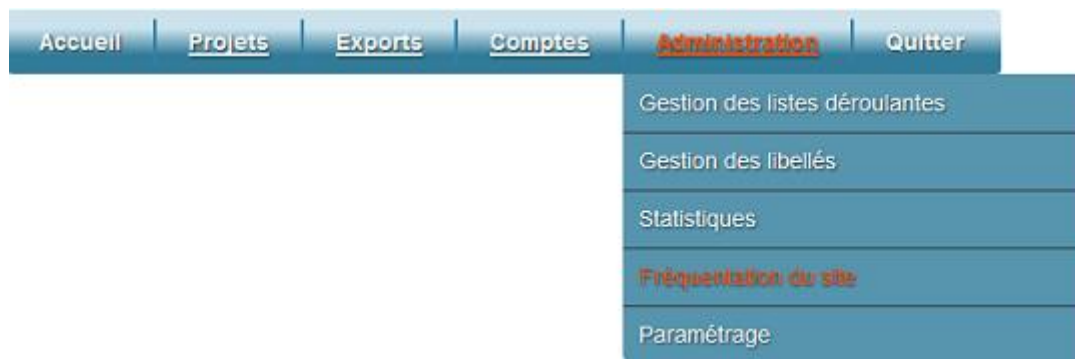 Accueil Projets Exports Comptes Administration Quitter
Gestion des listes déroulantes
Gestion des libellés
Statistiques
Fréquentation du site
Paramétrage